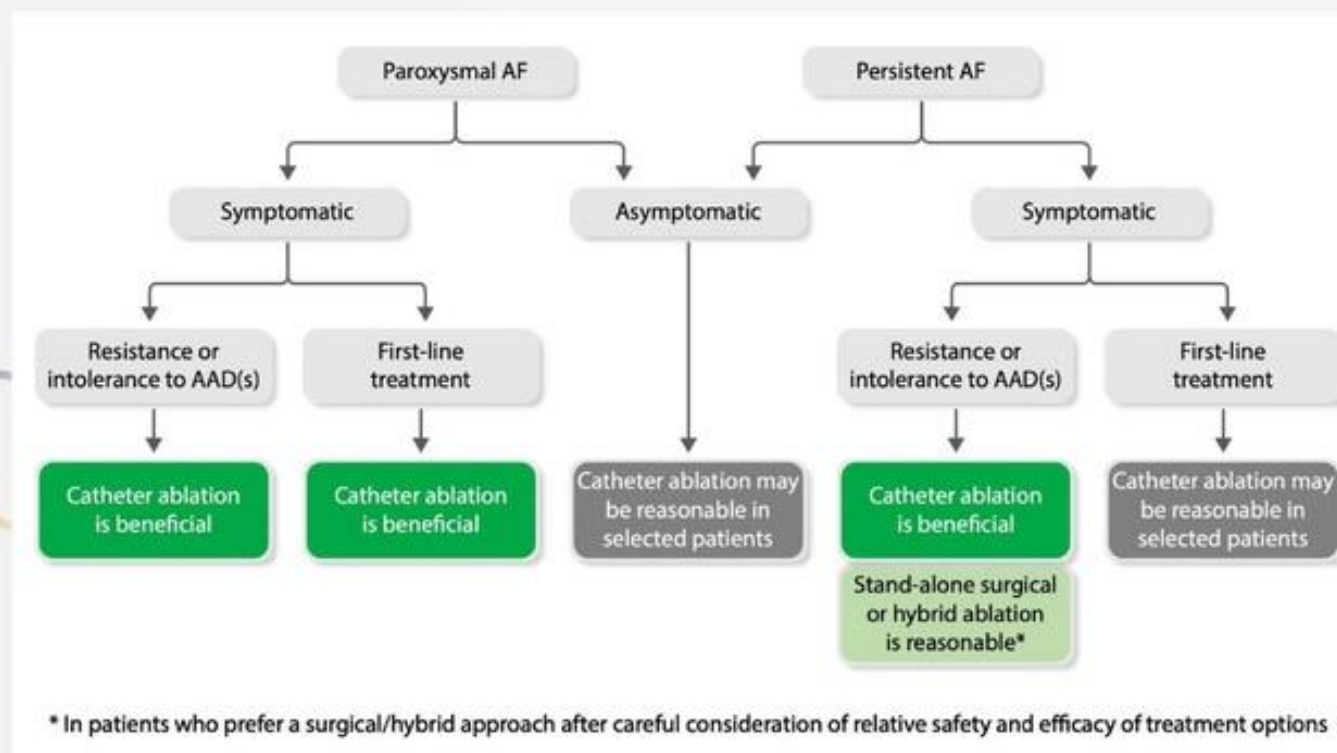 Paroxysmal AF
Persistent AF
Symptomatic
Asymptomatic
Symptomatic
Resistance or
intolerance to AAD(s)
First-line
treatment
Resistance or
intolerance to AAD(s)
First-line
treatment
Catheter ablation
is beneficial
Catheter ablation
is beneficial
Catheter ablation may
be reasonable in
selected patients
Catheter ablation
is beneficial
Catheter ablation may
be reasonable in
selected patients
Stand-alone surgical
or hybrid ablation
is reasonable*
* In patients who prefer a surgical/hybrid approach after careful consideration of relative safety and efficacy of treatment options